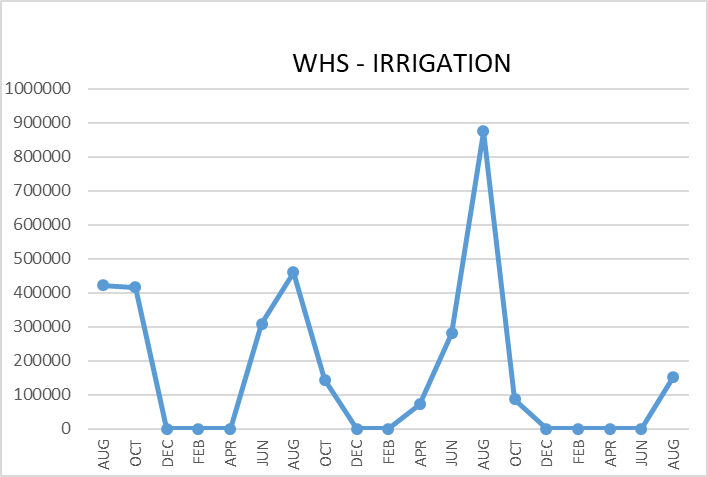 WHS - IRRIGATION
1000000
900000
800000
700000
600000
500000
400000
300000
200000
100000
0
AUG
OCT
DEC
FEB
APR
JUN
AUG
OCT
DEC
FEB
APR
JUN
AUG
OCT
DEC
FEB
APR
JUN
AUG